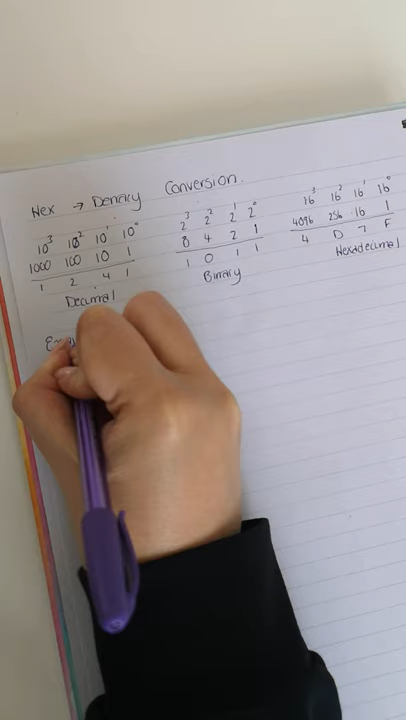 Hex → Denary Conversion.
10³ 10² 10¹ 10⁰
1000 100 10 1
1 2 4 1
Decimal
2³ 2² 2¹ 2⁰
8 4 2 1
1 0 1 1
Binary
16³ 16² 16¹ 16⁰
4096 256 16 1
4 D 7 F
Hexadecimal